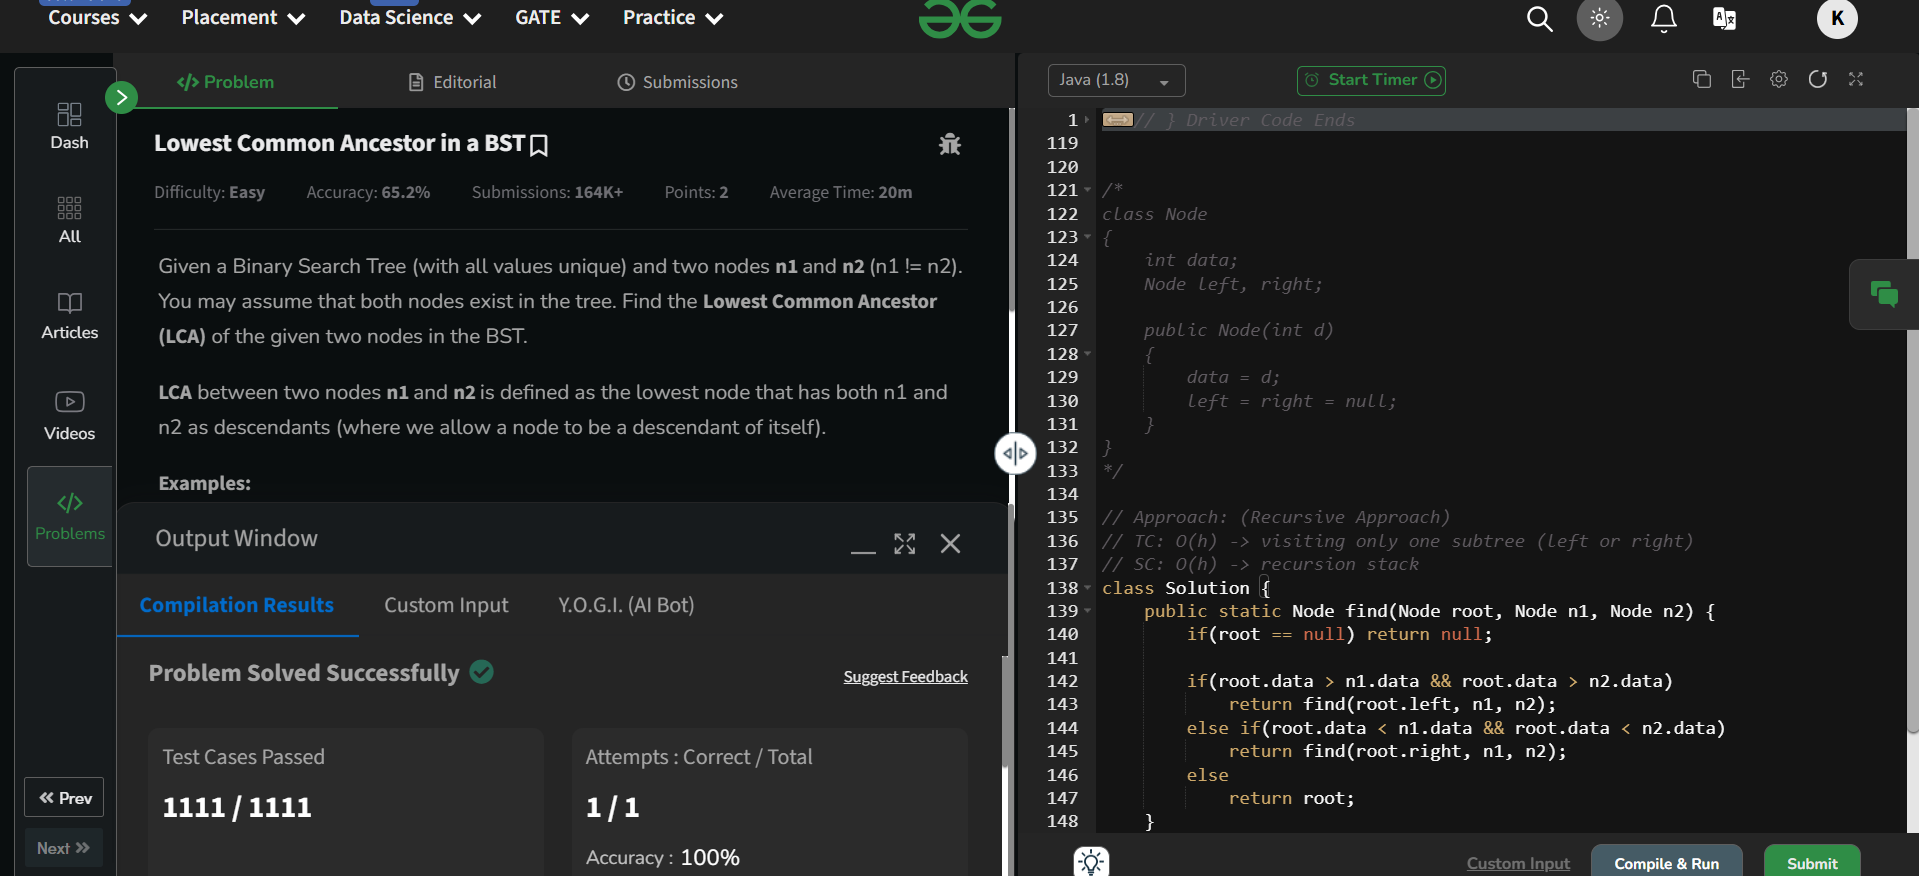 Courses
Placement
Data Science
GATE
Practice
K
Dash
All
Articles
Videos
Problems
Prev
Next
</> Problem
Editorial
Submissions
Lowest Common Ancestor in a BST
Difficulty: Easy
Accuracy: 65.2%
Submissions: 164K+
Points: 2
Average Time: 20m
Given a Binary Search Tree (with all values unique) and two nodes n1 and n2 (n1 != n2).
You may assume that both nodes exist in the tree. Find the Lowest Common Ancestor
(LCA) of the given two nodes in the BST.
LCA between two nodes n1 and n2 is defined as the lowest node that has both n1 and
n2 as descendants (where we allow a node to be a descendant of itself).
Examples:
Output Window
Compilation Results
Custom Input
Y.O.G.I. (AI Bot)
Problem Solved Successfully
Suggest Feedback
Test Cases Passed
1111 / 1111
Attempts : Correct / Total
1 / 1
Accuracy : 100%
Java (1.8)
Start Timer
1 // } Driver Code Ends
119
120
121 /*
122 class Node
123 {
124 int data;
125 Node left, right;
126
127 public Node(int d)
128 {
129 data = d;
130 left = right = null;
131 }
132 }
133 */
134
135 // Approach: (Recursive Approach)
136 // TC: O(h) -> visiting only one subtree (left or right)
137 // SC: O(h) -> recursion stack
138 class Solution {
139 public static Node find(Node root, Node n1, Node n2) {
140 if(root == null) return null;
141
142 if(root.data > n1.data && root.data > n2.data)
143 return find(root.left, n1, n2);
144 else if(root.data < n1.data && root.data < n2.data)
145 return find(root.right, n1, n2);
146 else
147 return root;
148 }
Custom Input
Compile & Run
Submit